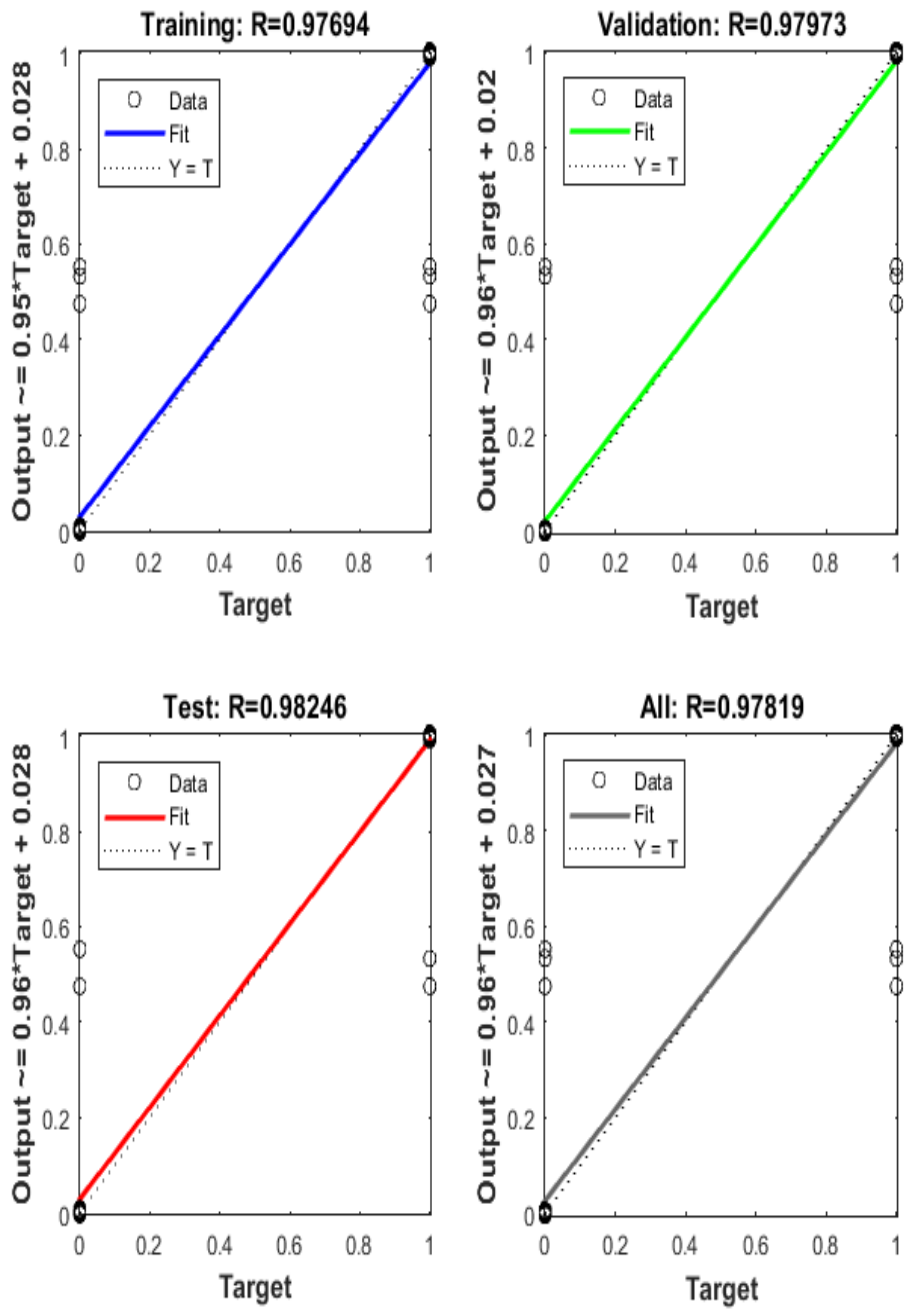 Training: R=0.97694
Output ~= 0.95*Target + 0.028
1
0.8
0.6
0.4
0.2
0
Data
Fit
Y = T
0 0.2 0.4 0.6 0.8 1
Target
Validation: R=0.97973
Output ~= 0.96*Target + 0.02
1
0.8
0.6
0.4
0.2
0
Data
Fit
Y = T
0 0.2 0.4 0.6 0.8 1
Target
Test: R=0.98246
Output ~= 0.96*Target + 0.028
1
0.8
0.6
0.4
0.2
0
Data
Fit
Y = T
0 0.2 0.4 0.6 0.8 1
Target
All: R=0.97819
Output ~= 0.96*Target + 0.027
1
0.8
0.6
0.4
0.2
0
Data
Fit
Y = T
0 0.2 0.4 0.6 0.8 1
Target